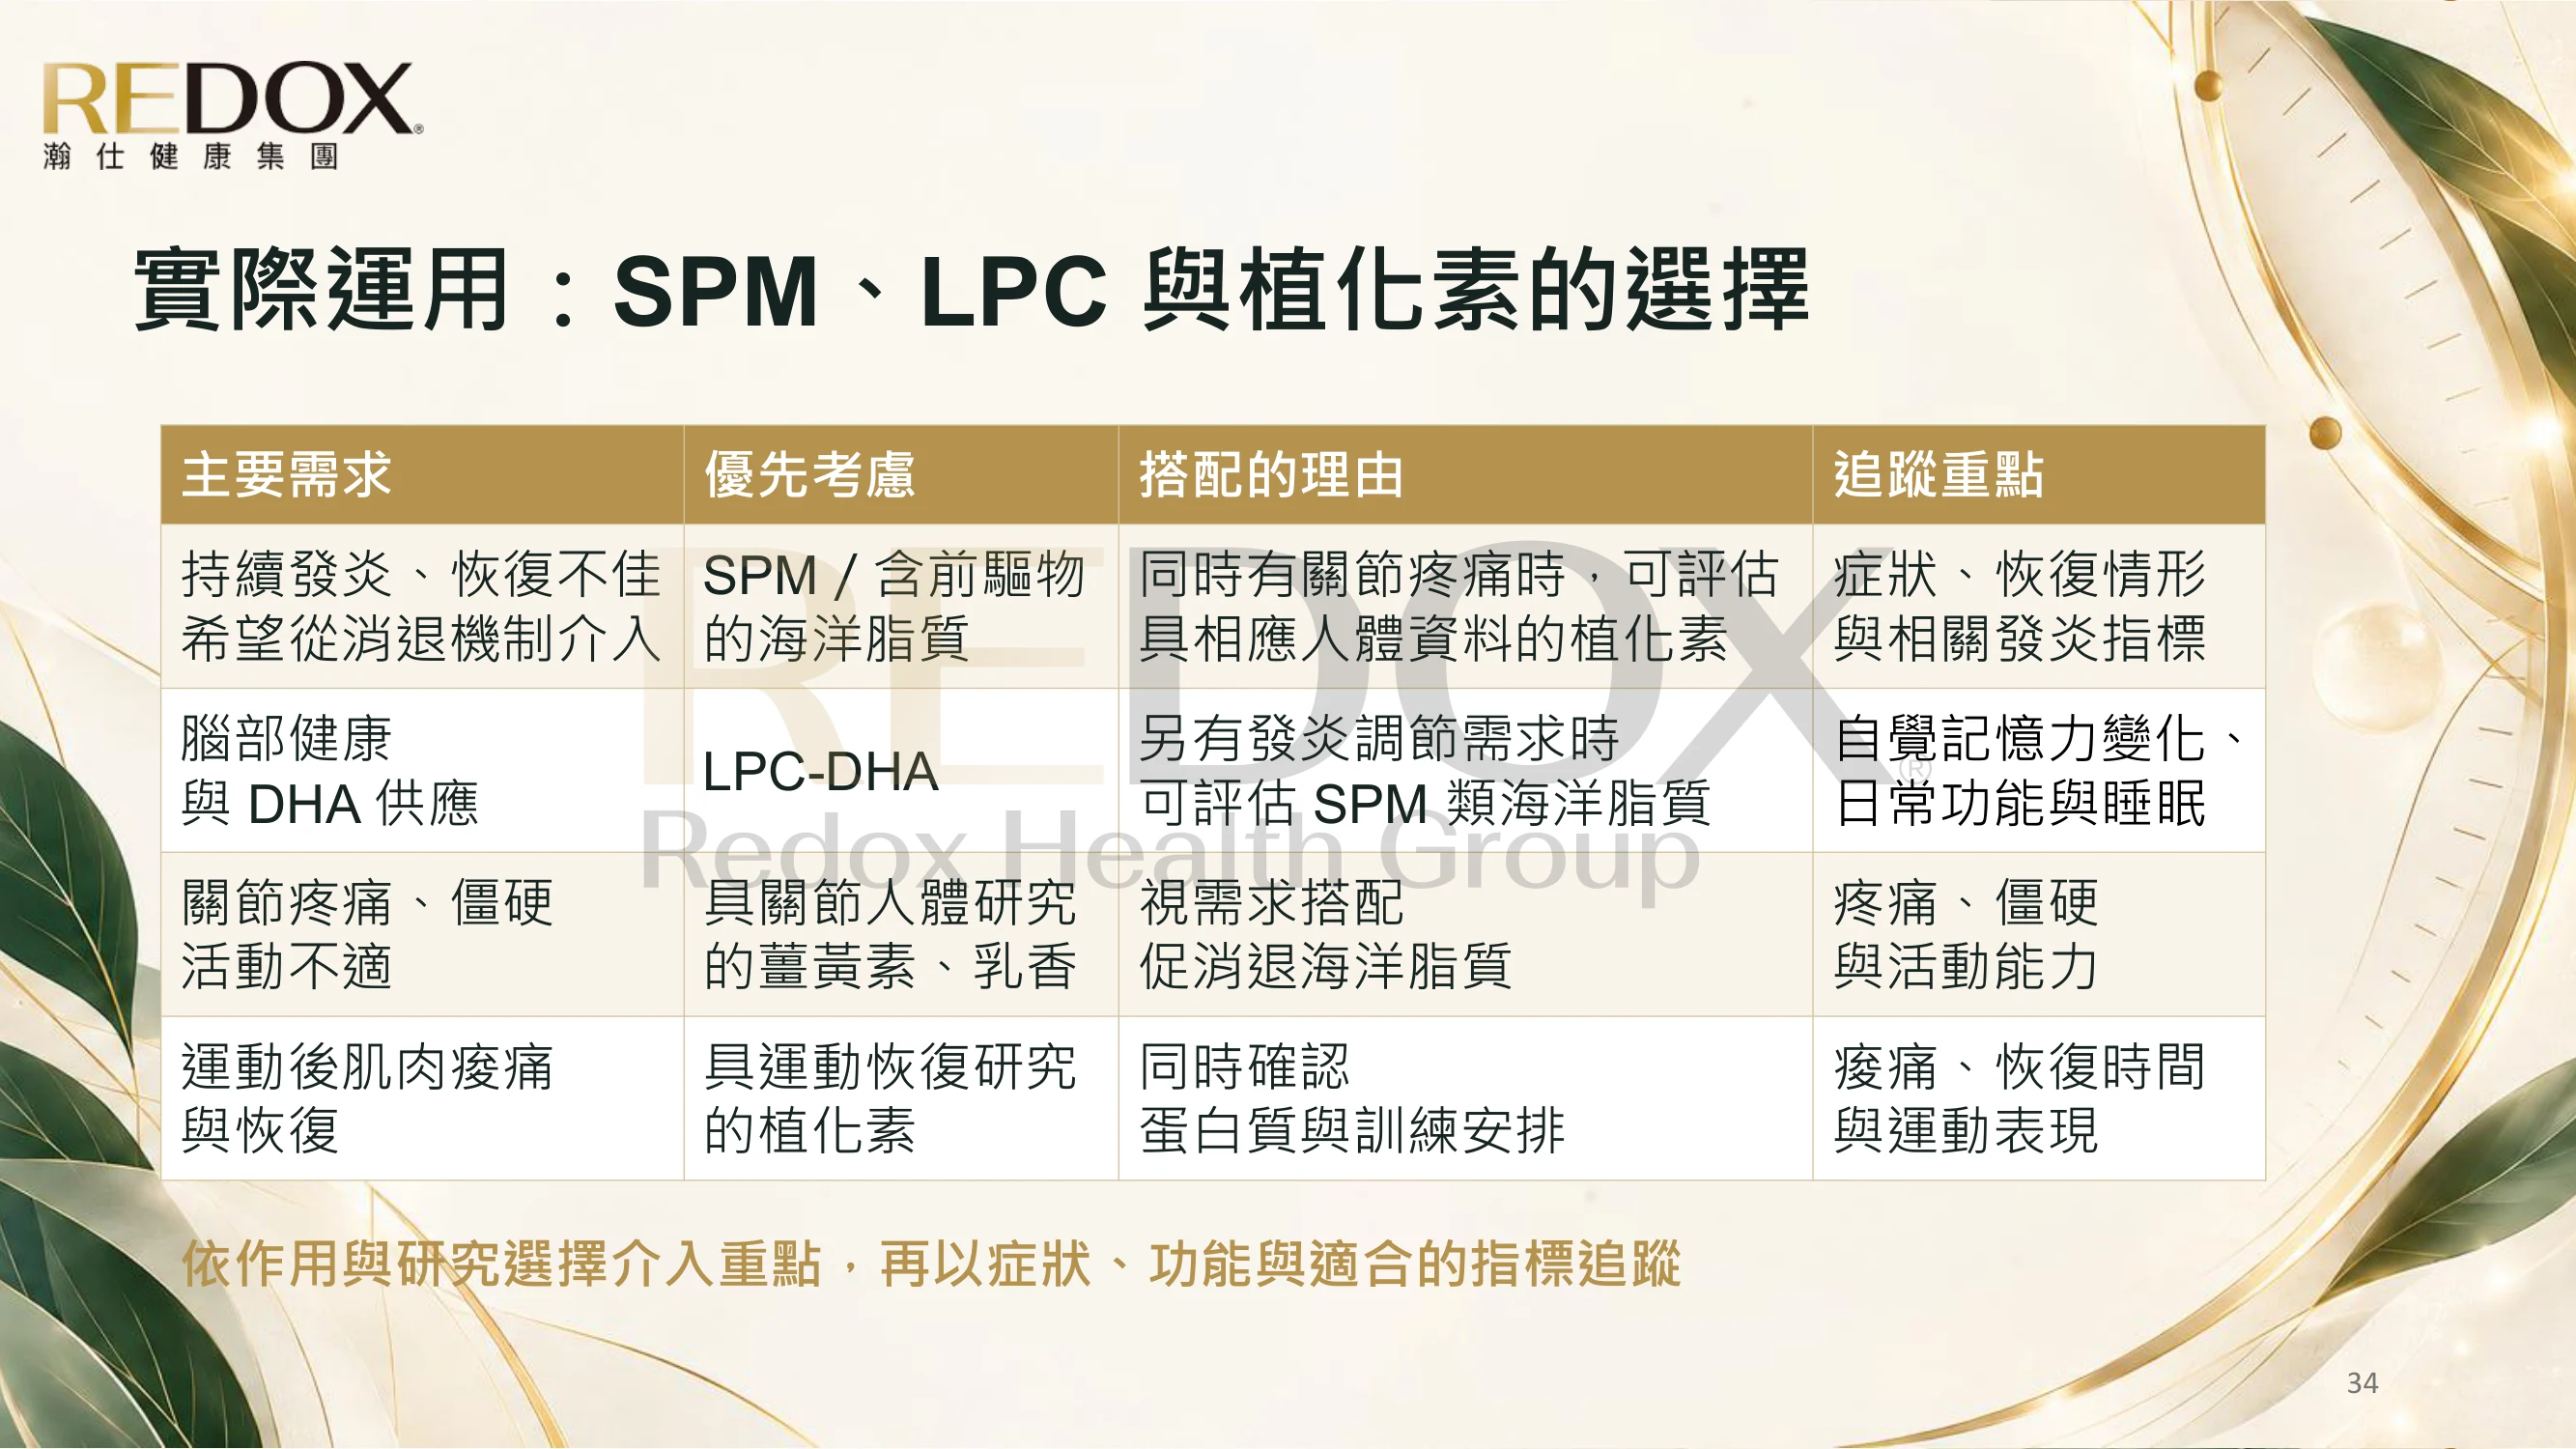 REDOX®
瀚仕健康集團
實際運用：SPM、LPC 與植化素的選擇
主要需求
優先考慮
搭配的理由
追蹤重點
持續發炎、恢復不佳
希望從消退機制介入
SPM / 含前驅物
的海洋脂質
同時有關節疼痛時，可評估
具相應人體資料的植化素
症狀、恢復情形
與相關發炎指標
腦部健康
與 DHA 供應
LPC-DHA
另有發炎調節需求時
可評估 SPM 類海洋脂質
自覺記憶力變化、
日常功能與睡眠
關節疼痛、僵硬
活動不適
具關節人體研究
的薑黃素、乳香
視需求搭配
促消退海洋脂質
疼痛、僵硬
與活動能力
運動後肌肉痠痛
與恢復
具運動恢復研究
的植化素
同時確認
蛋白質與訓練安排
痠痛、恢復時間
與運動表現
REDOX®
Redox Health Group
依作用與研究選擇介入重點，再以症狀、功能與適合的指標追蹤
34